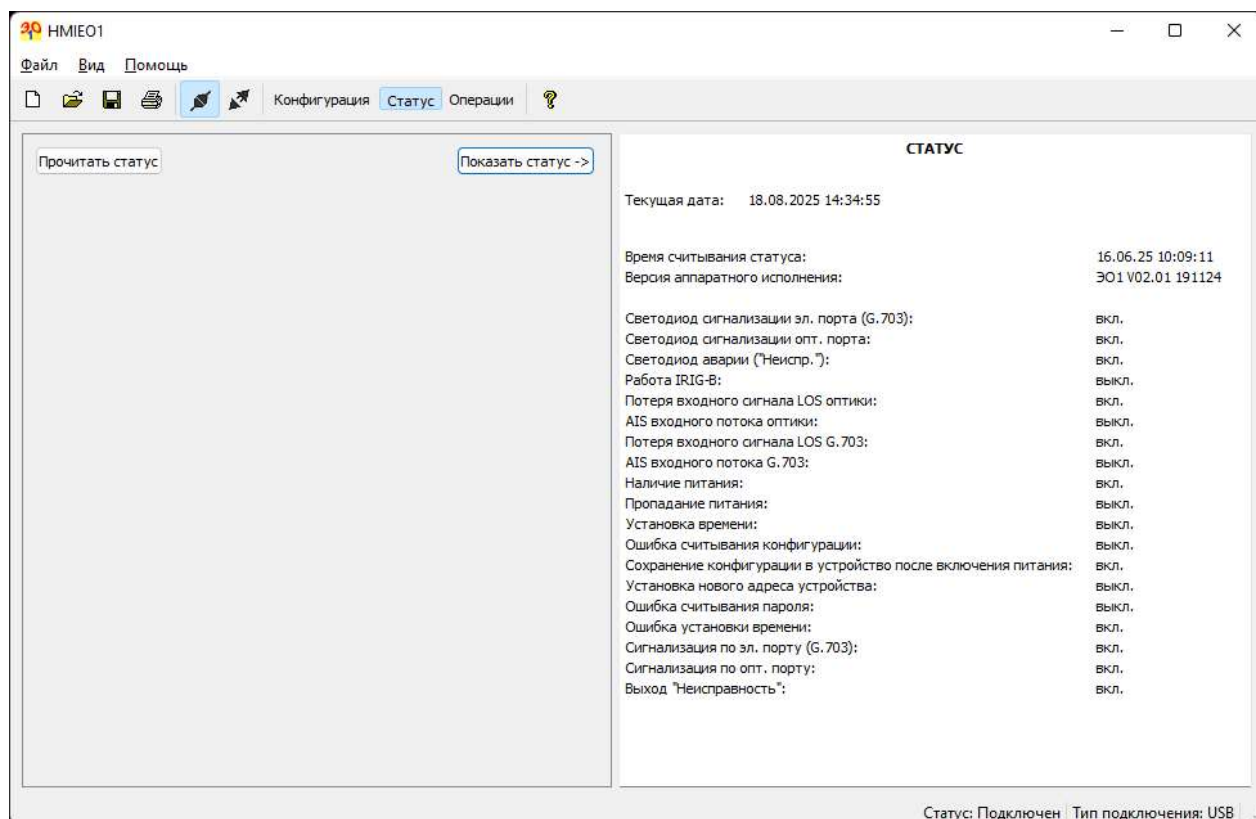 HMIEO1
Файл Вид Помощь
Конфигурация Статус Операции
Прочитать статус Показать статус ->
СТАТУС
Текущая дата: 18.08.2025 14:34:55
Время считывания статуса: 16.06.25 10:09:11
Версия аппаратного исполнения: ЭО1 V02.01 191124
Светодиод сигнализации эл. порта (G.703): вкл.
Светодиод сигнализации опт. порта: вкл.
Светодиод аварии ("Неиспр."): вкл.
Работа IRIG-B: выкл.
Потеря входного сигнала LOS оптики: вкл.
AIS входного потока оптики: выкл.
Потеря входного сигнала LOS G.703: вкл.
AIS входного потока G.703: выкл.
Наличие питания: вкл.
Пропадание питания: выкл.
Установка времени: выкл.
Ошибка считывания конфигурации: выкл.
Сохранение конфигурации в устройство после включения питания: вкл.
Установка нового адреса устройства: выкл.
Ошибка считывания пароля: выкл.
Ошибка установки времени: вкл.
Сигнализация по эл. порту (G.703): вкл.
Сигнализация по опт. порту: вкл.
Выход "Неисправность": вкл.
Статус: Подключен Тип подключения: USB